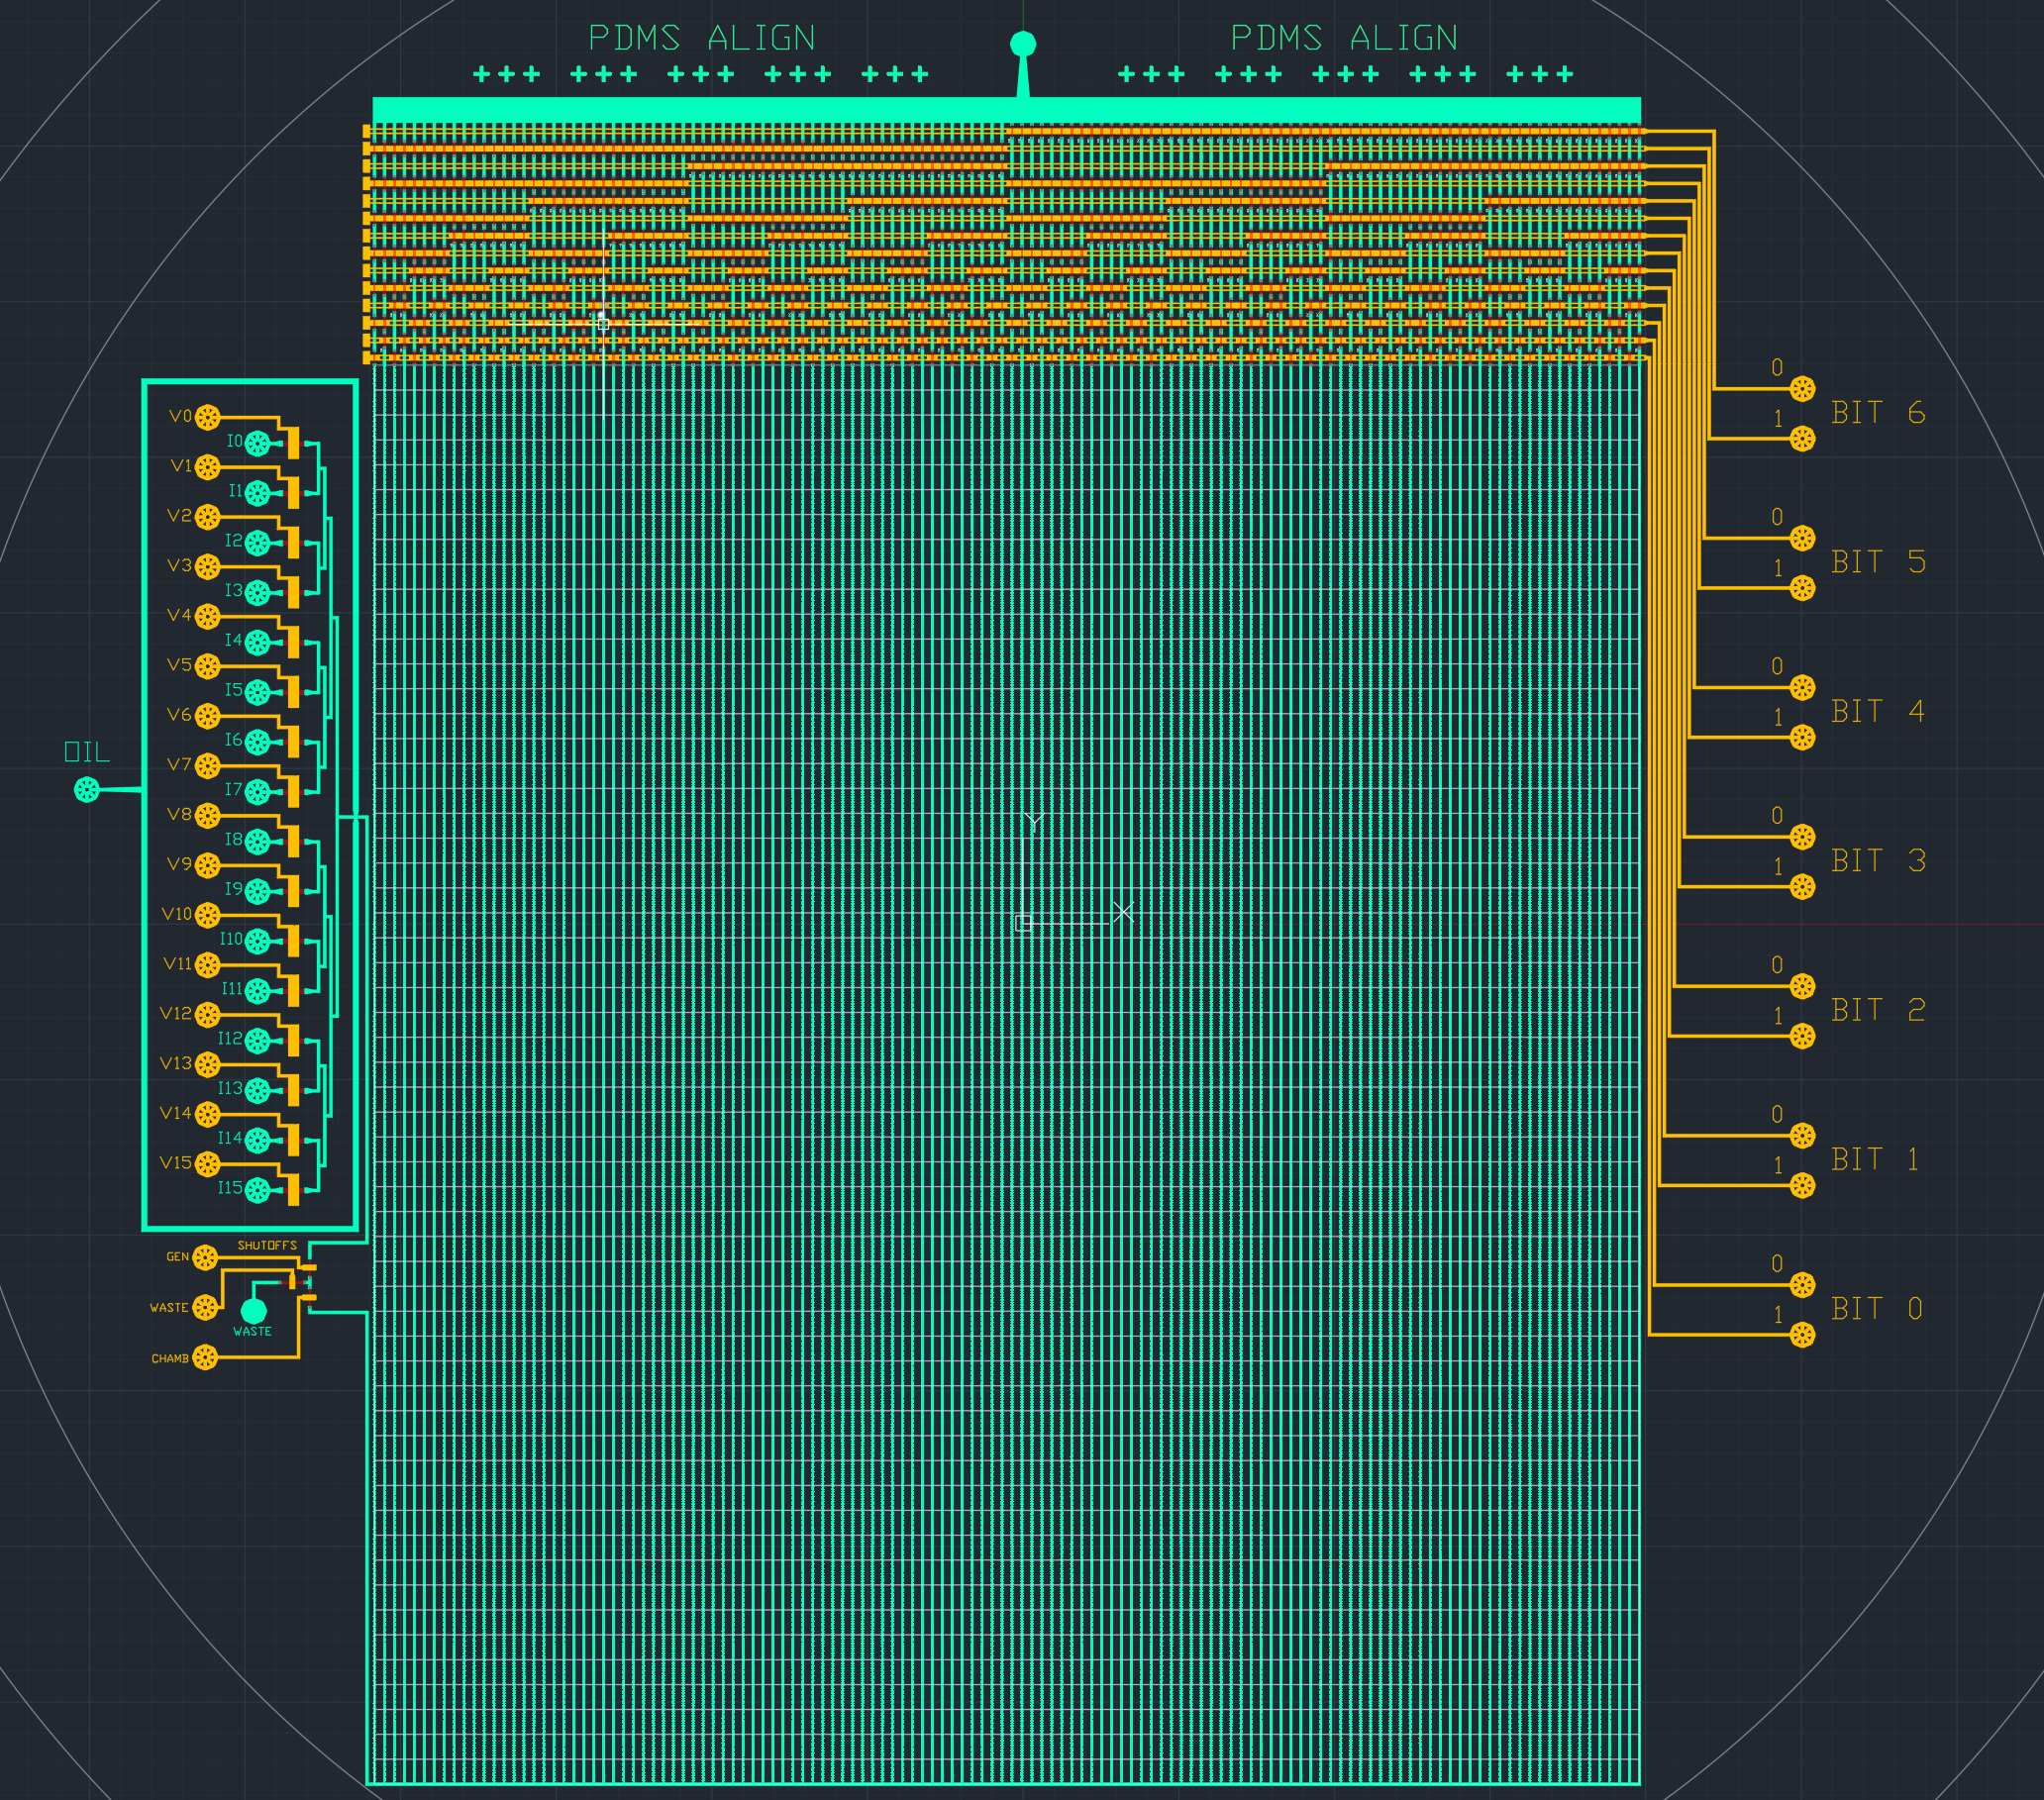 PDMS ALIGN PDMS ALIGN
V0
I0
V1
I1
V2
I2
V3
I3
V4
I4
V5
I5
V6
I6
V7
I7
V8
I8
V9
I9
V10
I10
V11
I11
V12
I12
V13
I13
V14
I14
V15
I15
OIL
GEN
SHUTOFFS
WASTE
WASTE
CHAMB
Y
X
0
1 BIT 6
0
1 BIT 5
0
1 BIT 4
0
1 BIT 3
0
1 BIT 2
0
1 BIT 1
0
1 BIT 0